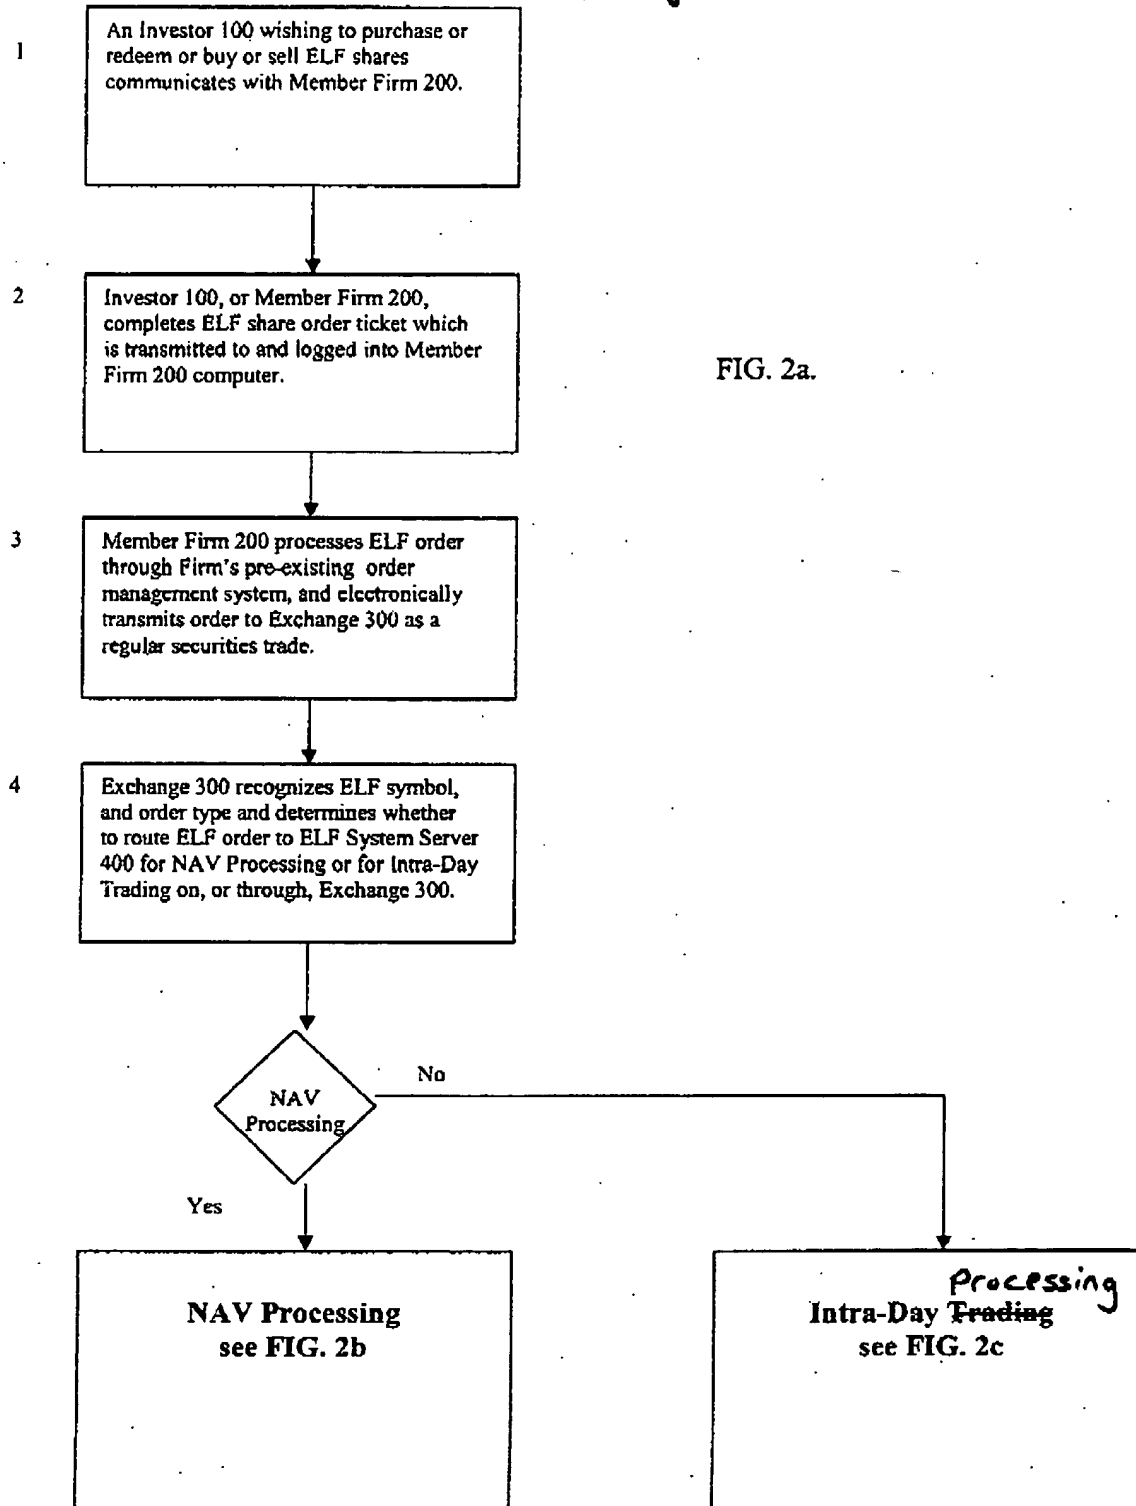 1
An Investor 100 wishing to purchase or
redeem or buy or sell ELF shares
communicates with Member Firm 200.
2
Investor 100, or Member Firm 200,
completes ELF share order ticket which
is transmitted to and logged into Member
Firm 200 computer.
FIG. 2a.
3
Member Firm 200 processes ELF order
through Firm's pre-existing order
management system, and electronically
transmits order to Exchange 300 as a
regular securities trade.
4
Exchange 300 recognizes ELF symbol,
and order type and determines whether
to route ELF order to ELF System Server
400 for NAV Processing or for Intra-Day
Trading on, or through, Exchange 300.
NAV
Processing
No
Yes
NAV Processing
see FIG. 2b
Processing
Intra-Day Trading
see FIG. 2c